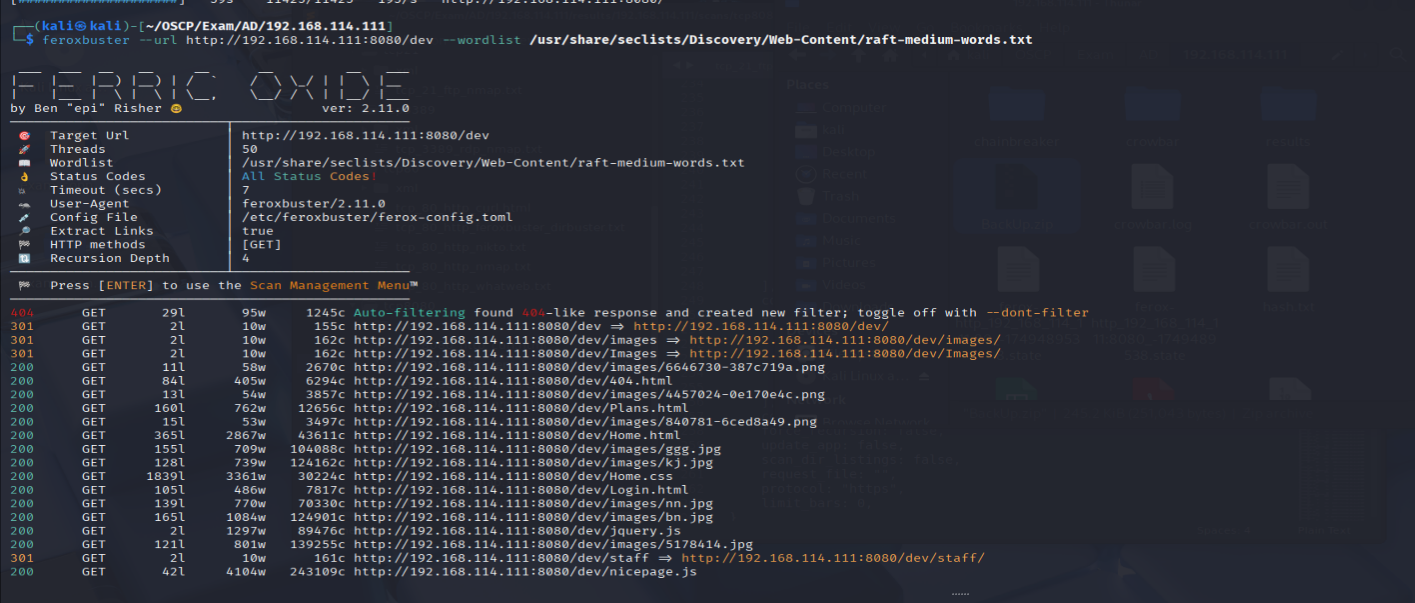 ┌──(kali㉿kali)-[~/OSCP/Exam/AD/192.168.114.111]
└─$ feroxbuster --url http://192.168.114.111:8080/dev --wordlist /usr/share/seclists/Discovery/Web-Content/raft-medium-words.txt
FERRIC OXIDE
by Ben "epi" Risher 🤓 ver: 2.11.0
🎯 Target Url │ http://192.168.114.111:8080/dev
🚀 Threads │ 50
📖 Wordlist │ /usr/share/seclists/Discovery/Web-Content/raft-medium-words.txt
👌 Status Codes │ All Status Codes!
💥 Timeout (secs) │ 7
🦡 User-Agent │ feroxbuster/2.11.0
💉 Config File │ /etc/feroxbuster/ferox-config.toml
🔎 Extract Links │ true
🏁 HTTP methods │ [GET]
🔃 Recursion Depth │ 4
🏁 Press [ENTER] to use the Scan Management Menu™
404 GET 29l 95w 1245c Auto-filtering found 404-like response and created new filter; toggle off with --dont-filter
301 GET 2l 10w 155c http://192.168.114.111:8080/dev => http://192.168.114.111:8080/dev/
301 GET 2l 10w 162c http://192.168.114.111:8080/dev/images => http://192.168.114.111:8080/dev/images/
301 GET 2l 10w 162c http://192.168.114.111:8080/dev/Images => http://192.168.114.111:8080/dev/Images/
200 GET 11l 58w 2670c http://192.168.114.111:8080/dev/images/6646730-387c719a.png
200 GET 84l 405w 6294c http://192.168.114.111:8080/dev/404.html
200 GET 13l 54w 3857c http://192.168.114.111:8080/dev/images/4457024-0e170e4c.png
200 GET 160l 762w 12656c http://192.168.114.111:8080/dev/Plans.html
200 GET 15l 53w 3497c http://192.168.114.111:8080/dev/images/840781-6ced8a49.png
200 GET 365l 2867w 43611c http://192.168.114.111:8080/dev/Home.html
200 GET 155l 709w 104088c http://192.168.114.111:8080/dev/images/ggg.jpg
200 GET 128l 739w 124162c http://192.168.114.111:8080/dev/images/kj.jpg
200 GET 1839l 3361w 30224c http://192.168.114.111:8080/dev/Home.css
200 GET 105l 486w 7817c http://192.168.114.111:8080/dev/Login.html
200 GET 139l 770w 70330c http://192.168.114.111:8080/dev/images/nn.jpg
200 GET 165l 1084w 124901c http://192.168.114.111:8080/dev/images/bn.jpg
200 GET 2l 1297w 89476c http://192.168.114.111:8080/dev/jquery.js
200 GET 121l 801w 139255c http://192.168.114.111:8080/dev/images/5178414.jpg
301 GET 2l 10w 161c http://192.168.114.111:8080/dev/staff => http://192.168.114.111:8080/dev/staff/
200 GET 42l 4104w 243109c http://192.168.114.111:8080/dev/nicepage.js
......